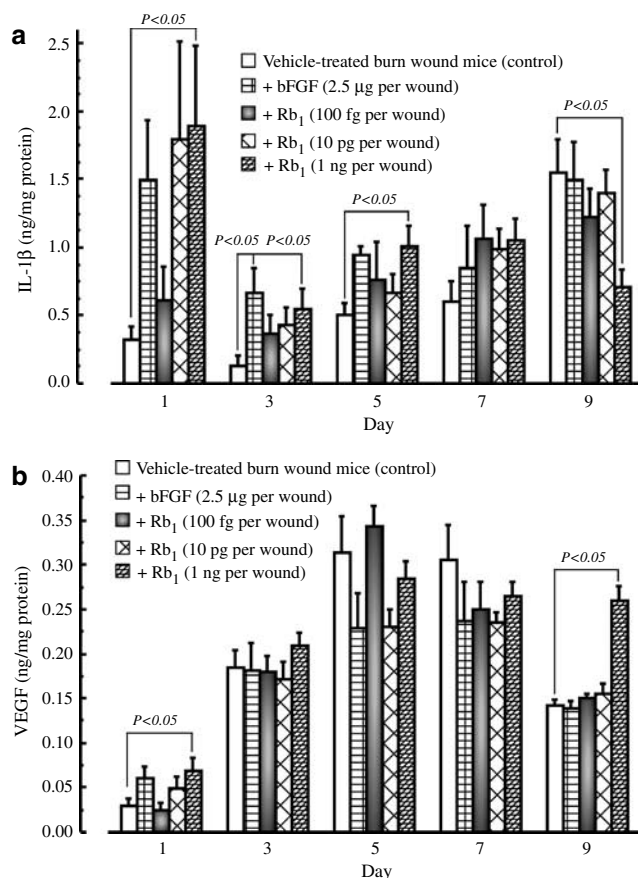 a
P<0.05
2.5
Vehicle-treated burn wound mice (control)
+ bFGF (2.5 µg per wound)
+ Rb₁ (100 fg per wound)
+ Rb₁ (10 pg per wound)
+ Rb₁ (1 ng per wound)
2.0
P<0.05
1.5
P<0.05
P<0.05 P<0.05
1.0
0.5
0.0
IL-1β (ng/mg protein)
1 3 5 7 9
Day
b
0.40
Vehicle-treated burn wound mice (control)
+ bFGF (2.5 µg per wound)
+ Rb₁ (100 fg per wound)
+ Rb₁ (10 pg per wound)
+ Rb₁ (1 ng per wound)
0.35
0.30
P<0.05
0.25
0.20
0.15
P<0.05
0.10
0.05
0.00
VEGF (ng/mg protein)
1 3 5 7 9
Day